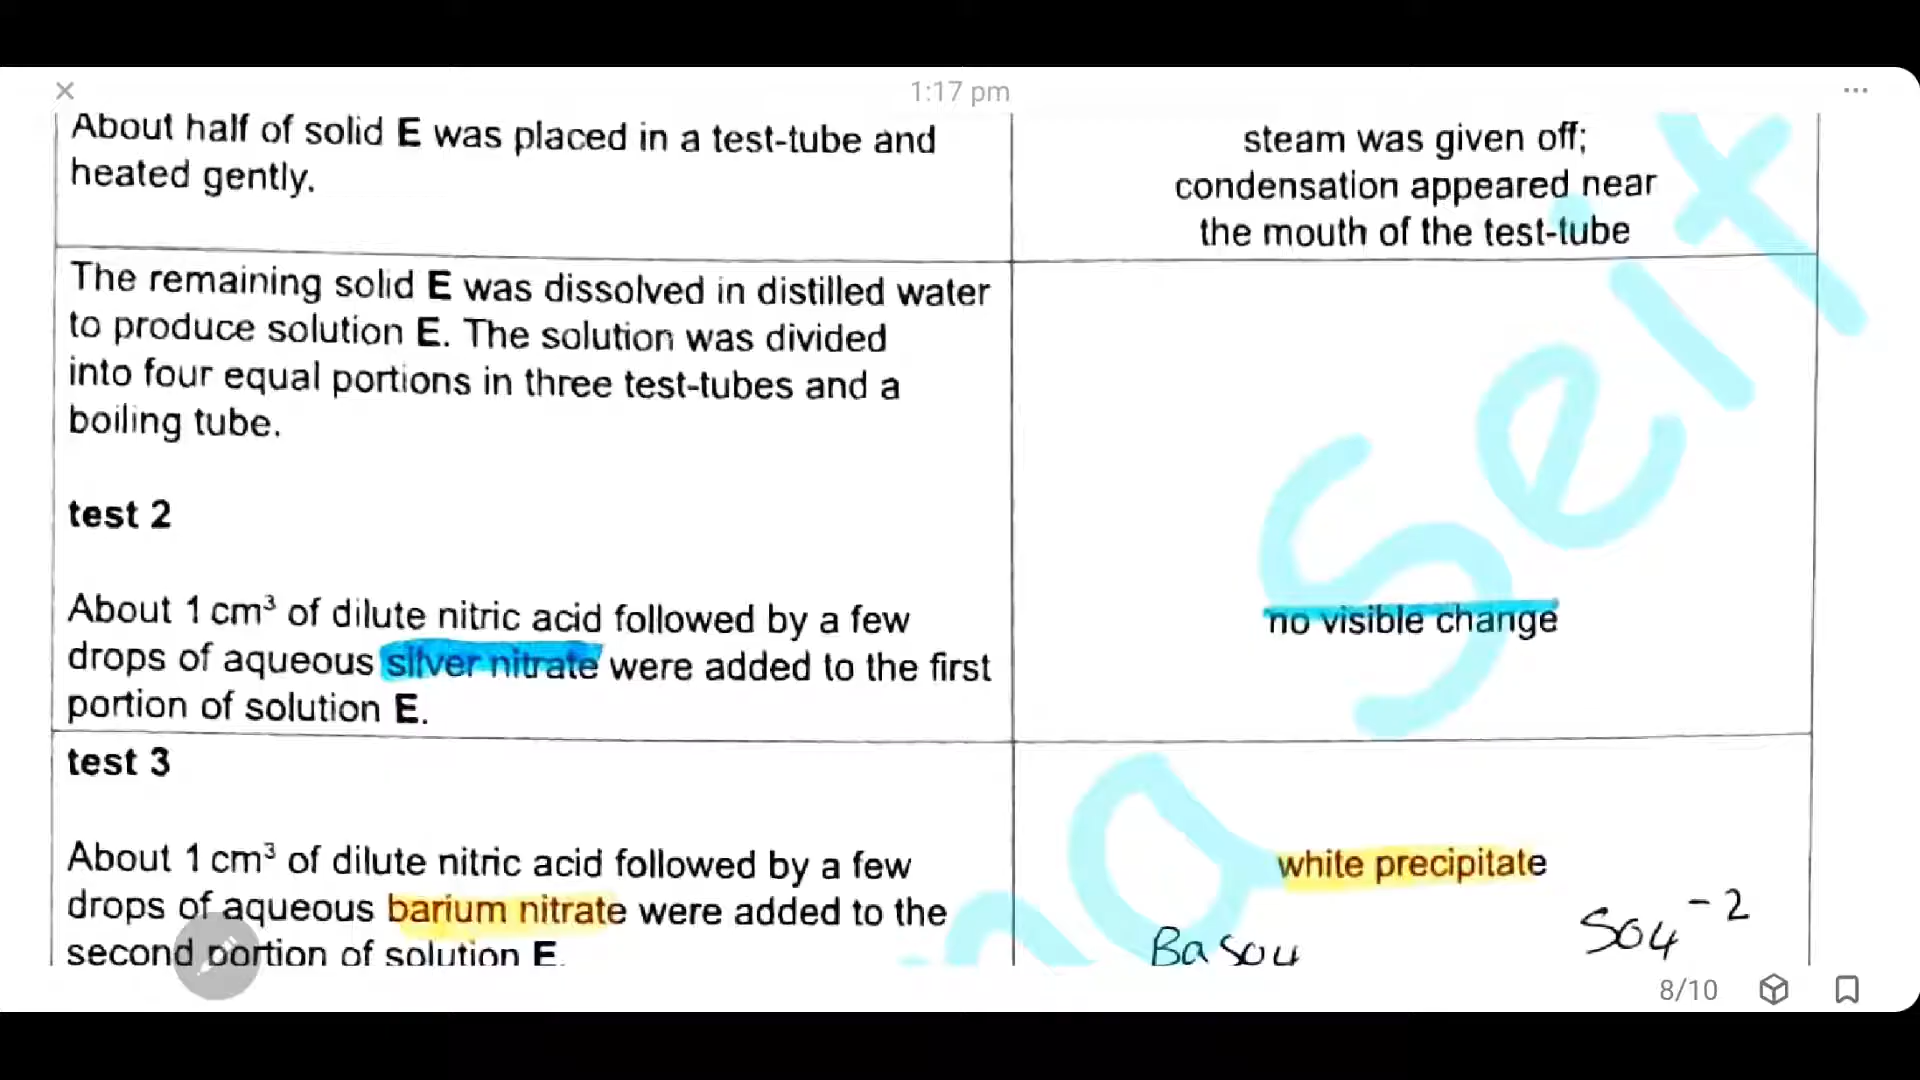 1:17 pm
About half of solid E was placed in a test-tube and
heated gently.
steam was given off;
condensation appeared near
the mouth of the test-tube
The remaining solid E was dissolved in distilled water
to produce solution E. The solution was divided
into four equal portions in three test-tubes and a
boiling tube.
test 2
About 1 cm³ of dilute nitric acid followed by a few
drops of aqueous silver nitrate were added to the first
portion of solution E.
no visible change
test 3
About 1 cm³ of dilute nitric acid followed by a few
drops of aqueous barium nitrate were added to the
second portion of solution E.
white precipitate
BaSO4
SO4⁻²
Seif
8/10